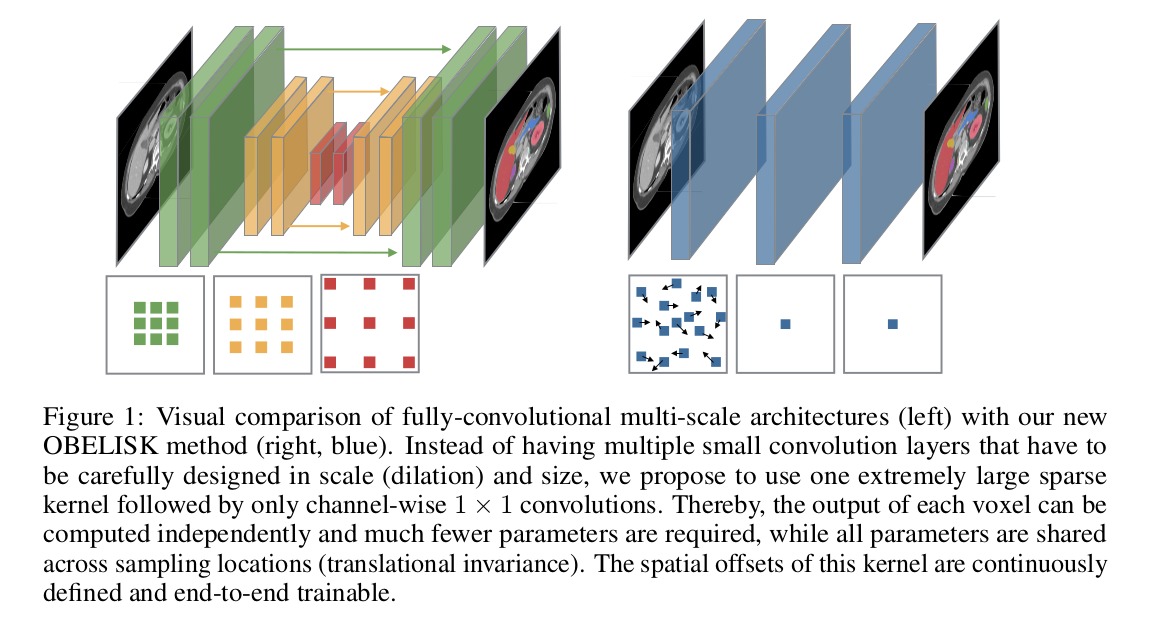 Figure 1: Visual comparison of fully-convolutional multi-scale architectures (left) with our new
OBELISK method (right, blue). Instead of having multiple small convolution layers that have to
be carefully designed in scale (dilation) and size, we propose to use one extremely large sparse
kernel followed by only channel-wise 1 × 1 convolutions. Thereby, the output of each voxel can be
computed independently and much fewer parameters are required, while all parameters are shared
across sampling locations (translational invariance). The spatial offsets of this kernel are continuously
defined and end-to-end trainable.